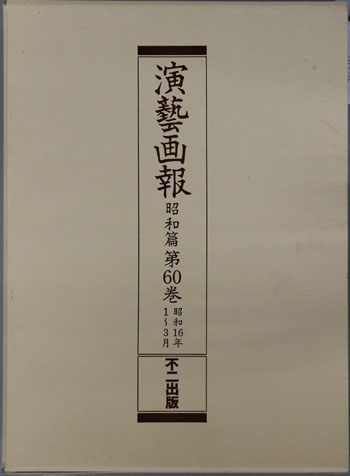 演藝画報
昭和篇 第60巻
昭和16年
1〜3月
不二出版